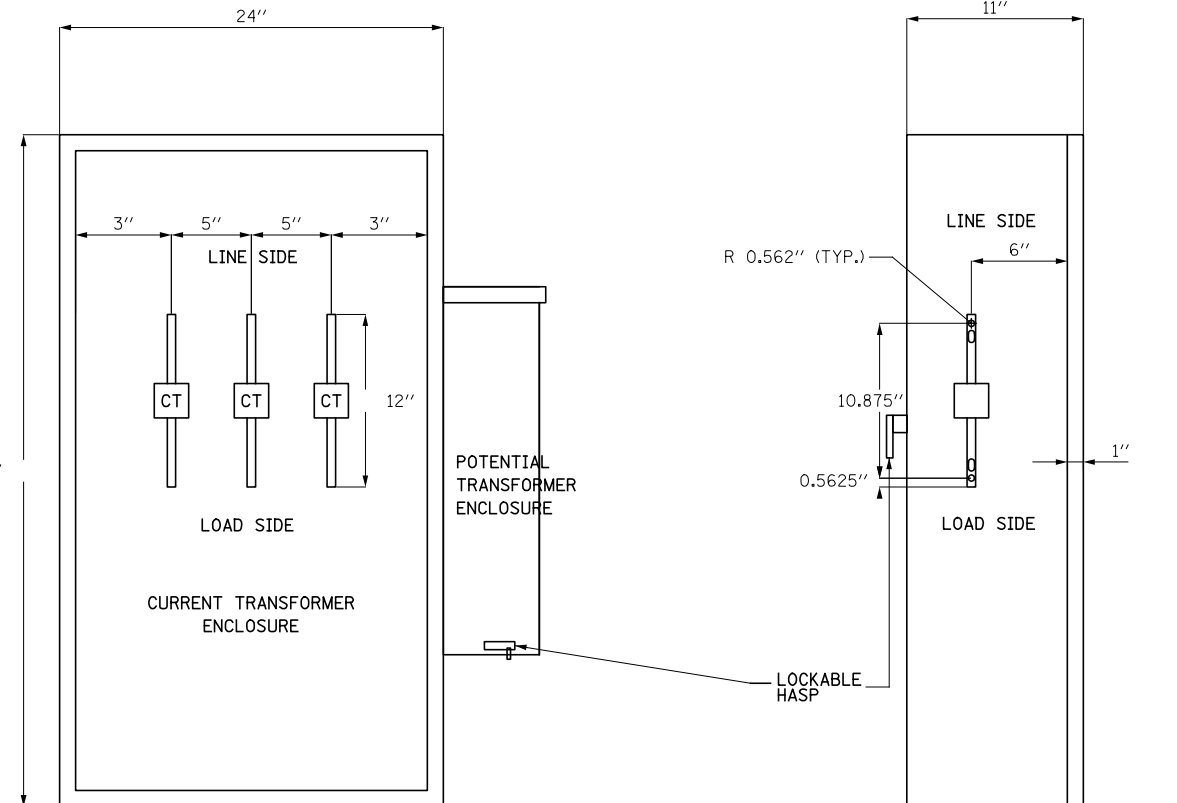 24''
11''
3''
5''
5''
3''
LINE SIDE
CT
CT
CT
12''
LOAD SIDE
CURRENT TRANSFORMER
ENCLOSURE
POTENTIAL
TRANSFORMER
ENCLOSURE
LINE SIDE
6''
R 0.562'' (TYP.)
10.875''
0.5625''
1''
LOAD SIDE
LOCKABLE
HASP